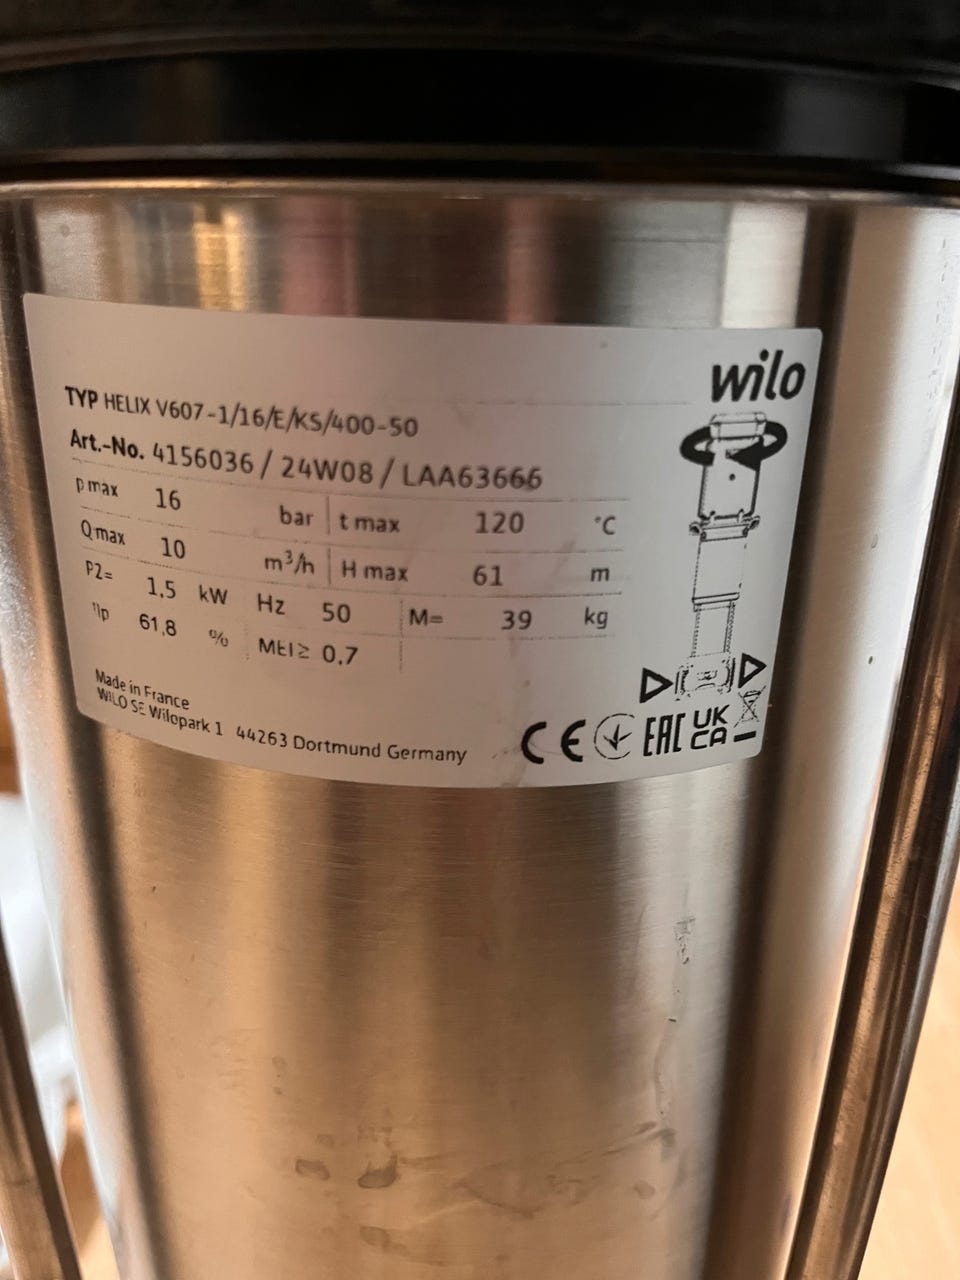 wilo
TYP HELIX V607-1/16/E/KS/400-50
Art.-No. 4156036 / 24W08 / LAA63666
p max 16 bar t max 120 °C
Q max 10 m³/h H max 61 m
P2= 1,5 kW Hz 50 M= 39 kg
ηp 61,8 % MEI≥ 0,7
Made in France
WILO SE Wilopark 1 44263 Dortmund Germany
CE EAC UK
CA